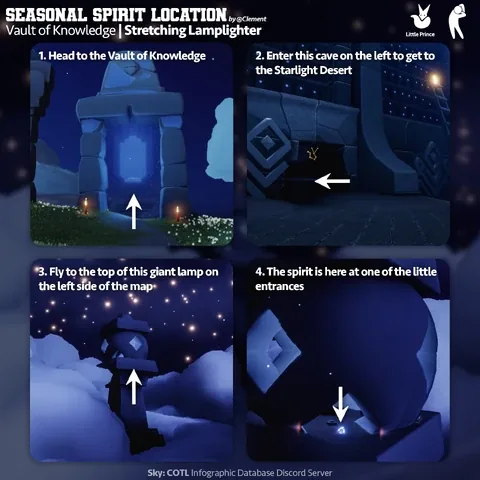 SEASONAL SPIRIT LOCATION by @Clement
Vault of Knowledge | Stretching Lamplighter
Little Prince
1. Head to the Vault of Knowledge
2. Enter this cave on the left to get to
the Starlight Desert
3. Fly to the top of this giant lamp on
the left side of the map
4. The spirit is here at one of the little
entrances
Sky: COTL Infographic Database Discord Server